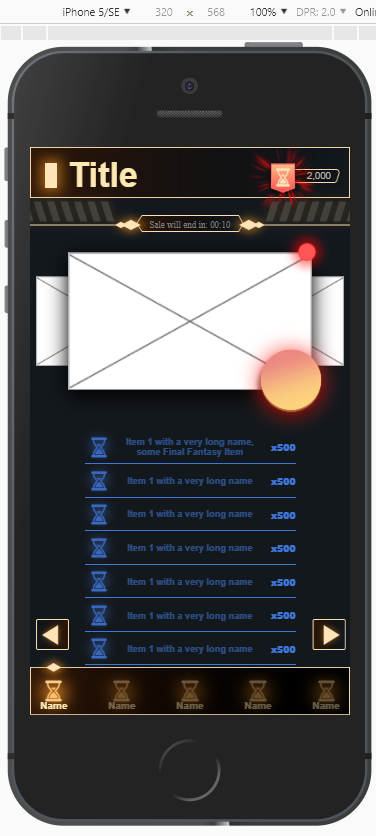 iPhone 5/SE ▼ 320 x 568 100% ▼ DPR: 2.0 ▼ Onli
Title
2,000
Sale will end in: 00:10
Item 1 with a very long name,
some Final Fantasy Item
x500
Item 1 with a very long name x500
Item 1 with a very long name x500
Item 1 with a very long name x500
Item 1 with a very long name x500
Item 1 with a very long name x500
Item 1 with a very long name x500
Name Name Name Name Name